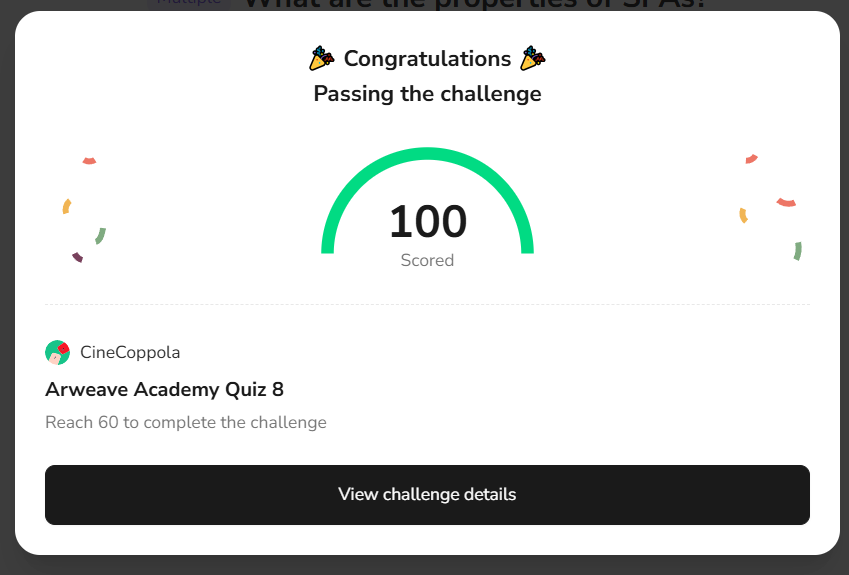 Multiple What are the properties of SPAs?
Congratulations
Passing the challenge
100
Scored
CineCoppola
Arweave Academy Quiz 8
Reach 60 to complete the challenge
View challenge details